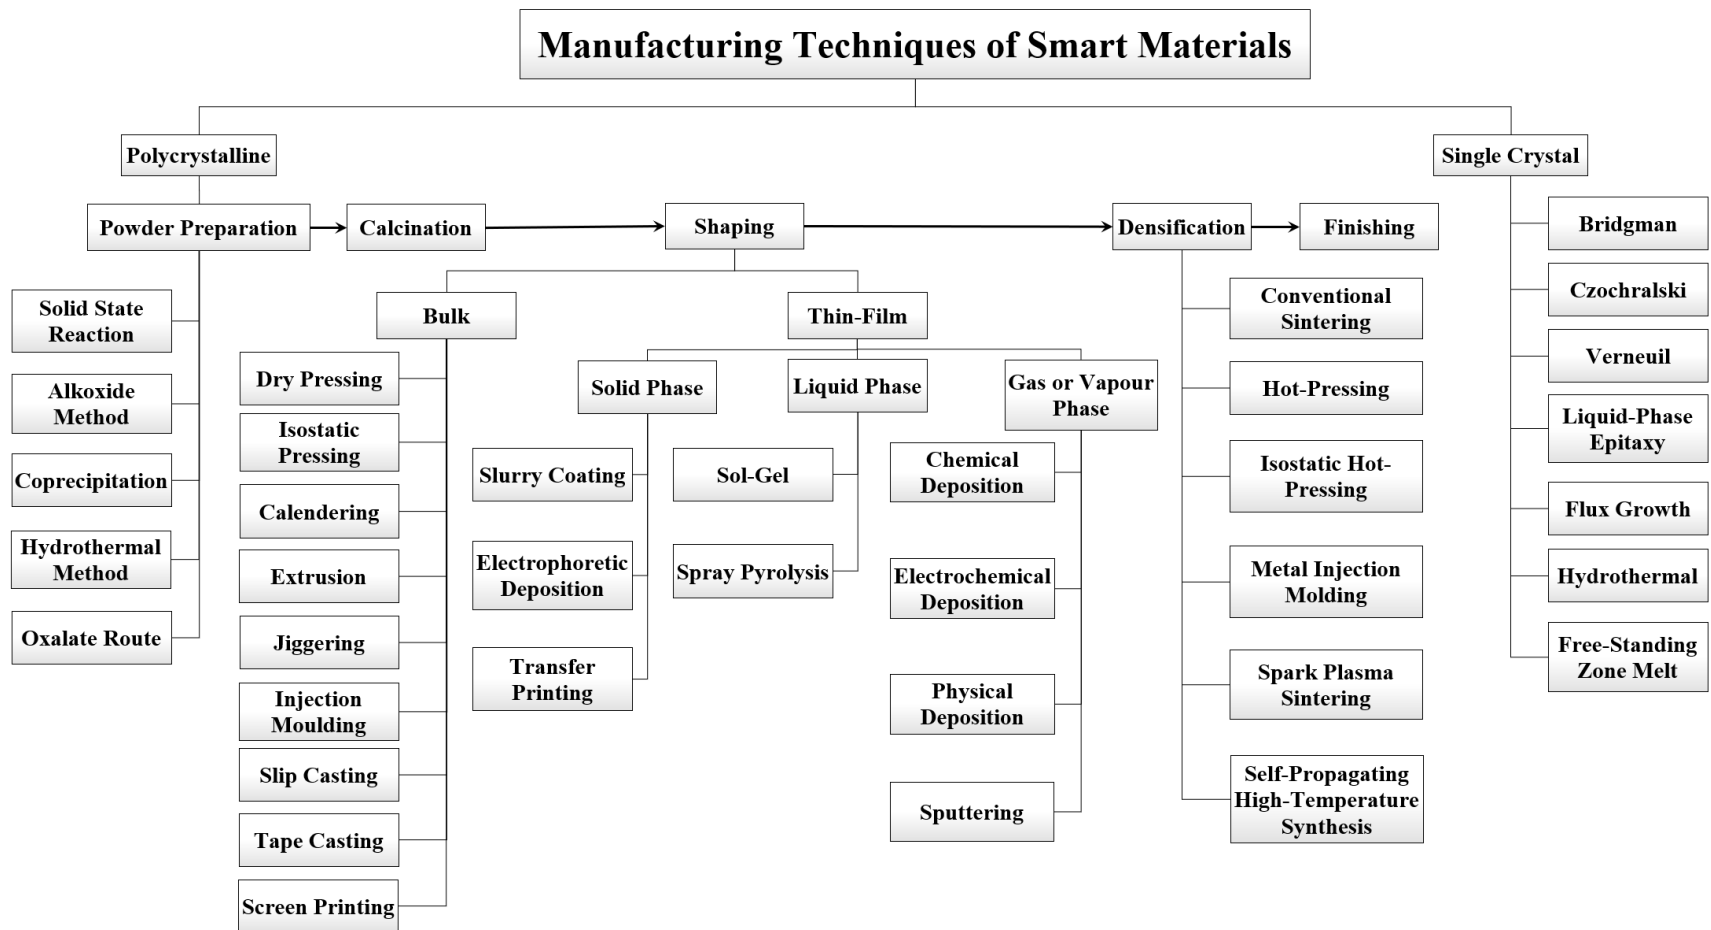 Manufacturing Techniques of Smart Materials
Polycrystalline
Single Crystal
Powder Preparation
Calcination
Shaping
Densification
Finishing
Solid State
Reaction
Alkoxide
Method
Coprecipitation
Hydrothermal
Method
Oxalate Route
Bulk
Dry Pressing
Isostatic
Pressing
Calendering
Extrusion
Jiggering
Injection
Moulding
Slip Casting
Tape Casting
Screen Printing
Thin-Film
Solid Phase
Slurry Coating
Electrophoretic
Deposition
Transfer
Printing
Liquid Phase
Sol-Gel
Spray Pyrolysis
Gas or Vapour
Phase
Chemical
Deposition
Electrochemical
Deposition
Physical
Deposition
Sputtering
Conventional
Sintering
Hot-Pressing
Isostatic Hot-
Pressing
Metal Injection
Molding
Spark Plasma
Sintering
Self-Propagating
High-Temperature
Synthesis
Bridgman
Czochralski
Verneuil
Liquid-Phase
Epitaxy
Flux Growth
Hydrothermal
Free-Standing
Zone Melt